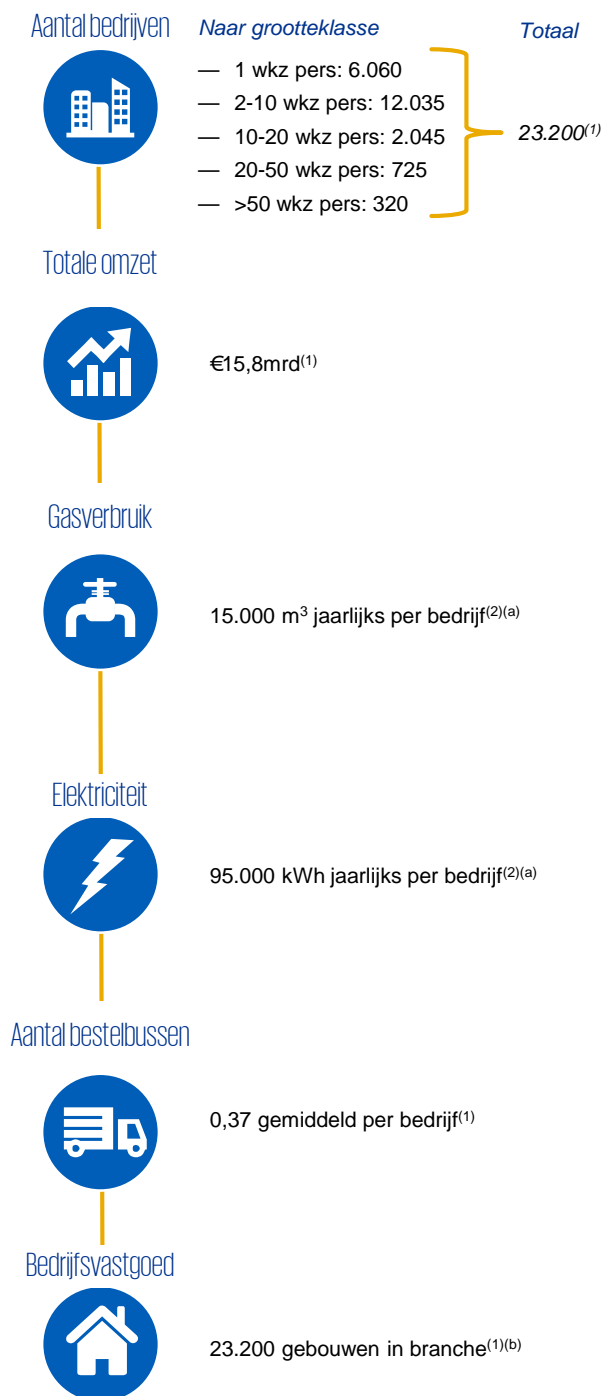 Aantal bedrijven
Naar grootteklasse
Totaal
— 1 wkz pers: 6.060
— 2-10 wkz pers: 12.035
— 10-20 wkz pers: 2.045
— 20-50 wkz pers: 725
— >50 wkz pers: 320
23.200(1)
Totale omzet
€15,8mrd(1)
Gasverbruik
15.000 m³ jaarlijks per bedrijf(2)(a)
Elektriciteit
95.000 kWh jaarlijks per bedrijf(2)(a)
Aantal bestelbussen
0,37 gemiddeld per bedrijf(1)
Bedrijfsvastgoed
23.200 gebouwen in branche(1)(b)